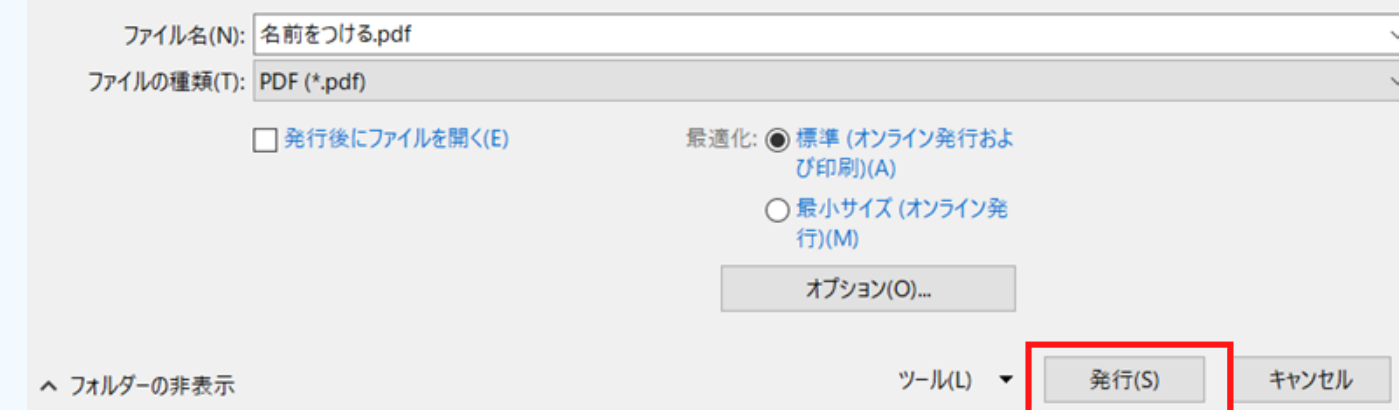 ファイル名(N): 名前をつける.pdf
ファイルの種類(T): PDF (*.pdf)
発行後にファイルを開く(E)
最適化: 標準 (オンライン発行およ
び印刷)(A)
最小サイズ (オンライン発
行)(M)
オプション(O)...
フォルダーの非表示 ツール(L) 発行(S) キャンセル